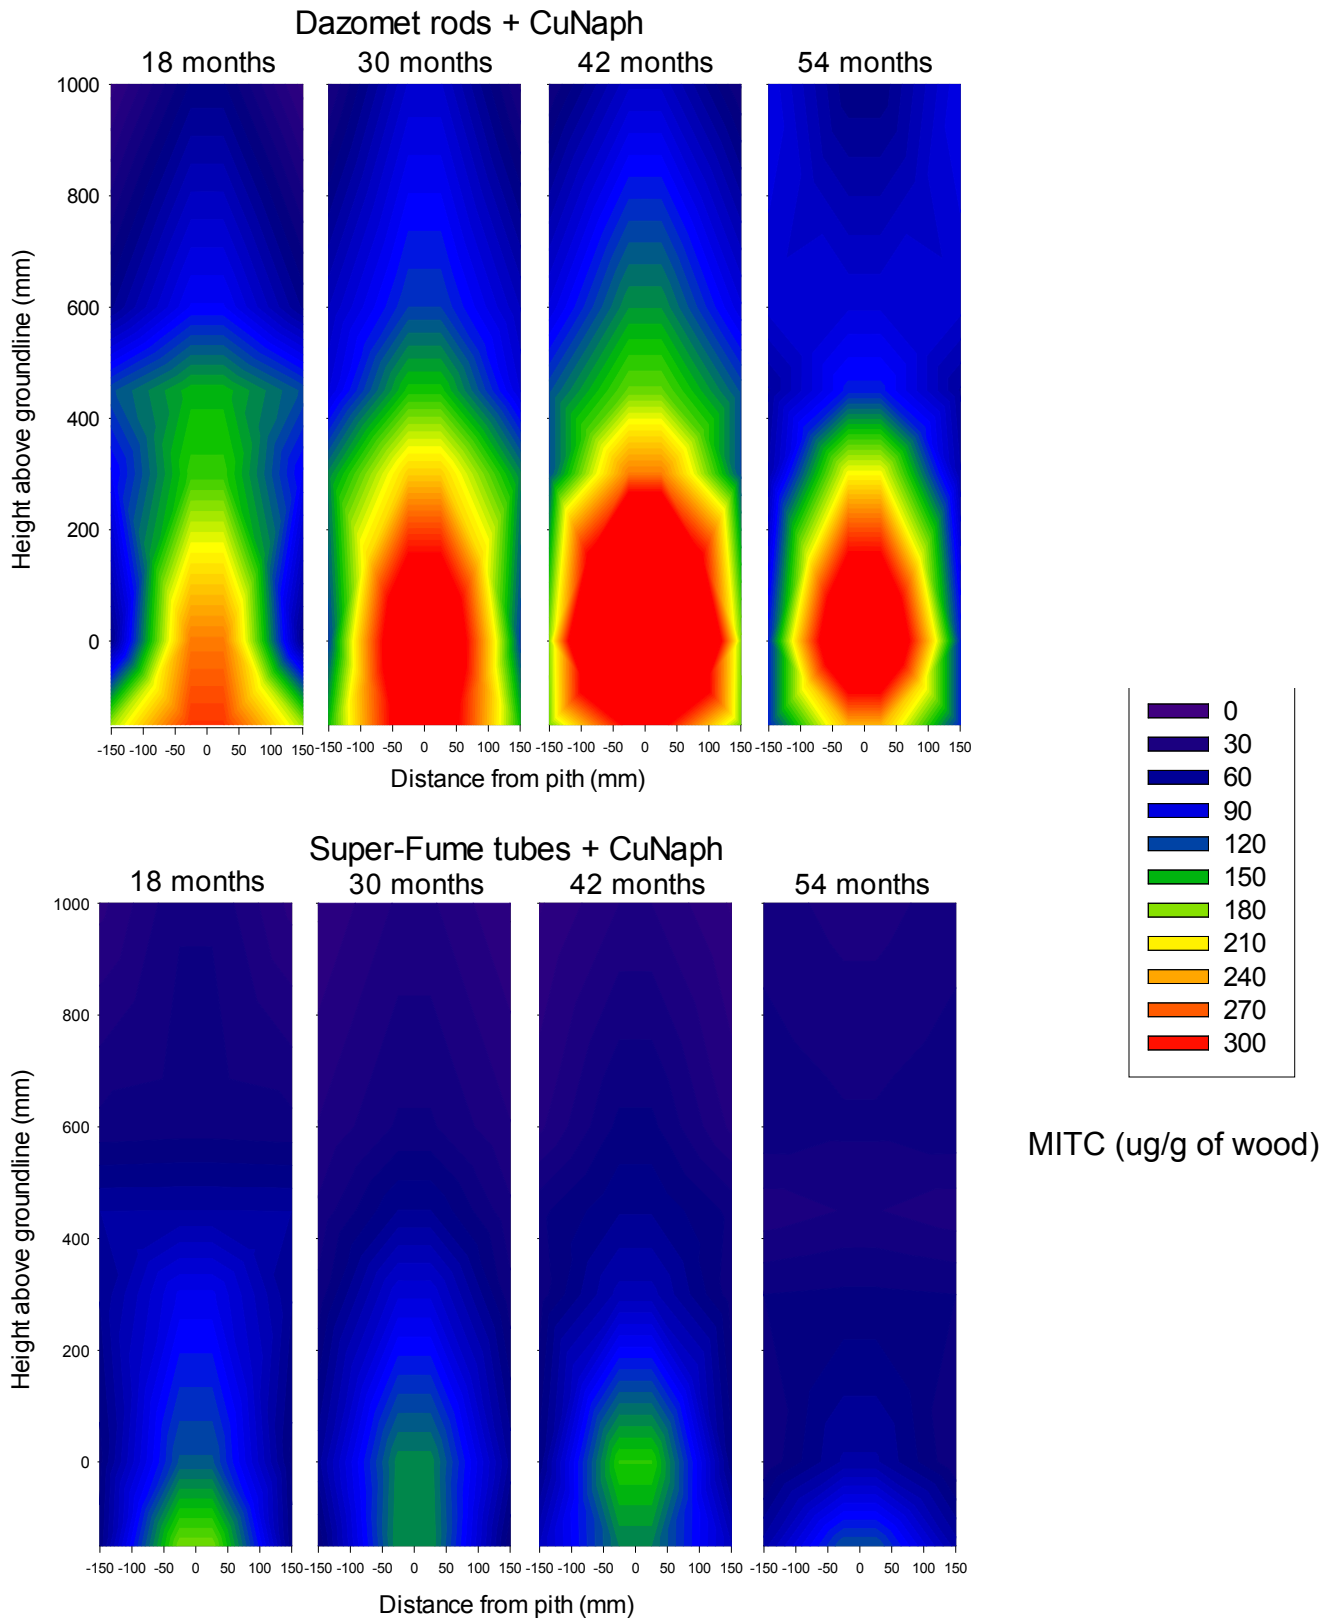 Dazomet rods + CuNaph
18 months 30 months 42 months 54 months
1000
800
600
400
200
0
Height above groundline (mm)
-150 -100 -50 0 50 100 150 -150 -100 -50 0 50 100 150 -150 -100 -50 0 50 100 150 -150 -100 -50 0 50 100 150
Distance from pith (mm)
0
30
60
90
120
150
180
210
240
270
300
MITC (ug/g of wood)
Super-Fume tubes + CuNaph
18 months 30 months 42 months 54 months
1000
800
600
400
200
0
Height above groundline (mm)
-150 -100 -50 0 50 100 150 -150 -100 -50 0 50 100 150 -150 -100 -50 0 50 100 150 -150 -100 -50 0 50 100 150
Distance from pith (mm)